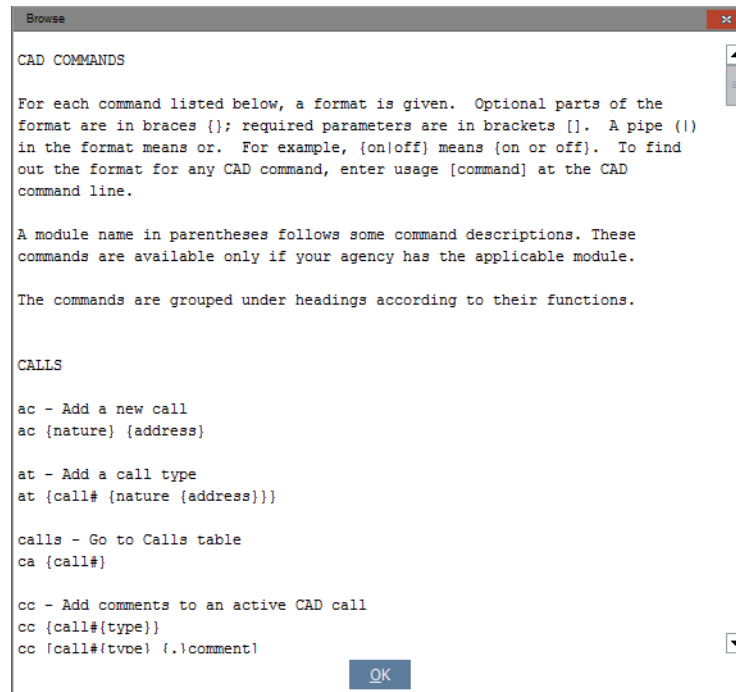 Browse
CAD COMMANDS
For each command listed below, a format is given.  Optional parts of the
format are in braces {}; required parameters are in brackets [].  A pipe (|)
in the format means or.  For example, {on|off} means {on or off}.  To find
out the format for any CAD command, enter usage [command] at the CAD
command line.
A module name in parentheses follows some command descriptions. These
commands are available only if your agency has the applicable module.
The commands are grouped under headings according to their functions.
CALLS
ac - Add a new call
ac {nature} {address}
at - Add a call type
at {call# {nature {address}}}
calls - Go to Calls table
ca {call#}
cc - Add comments to an active CAD call
cc {call#{type}}
cc [call#{type} {.}comment]
OK